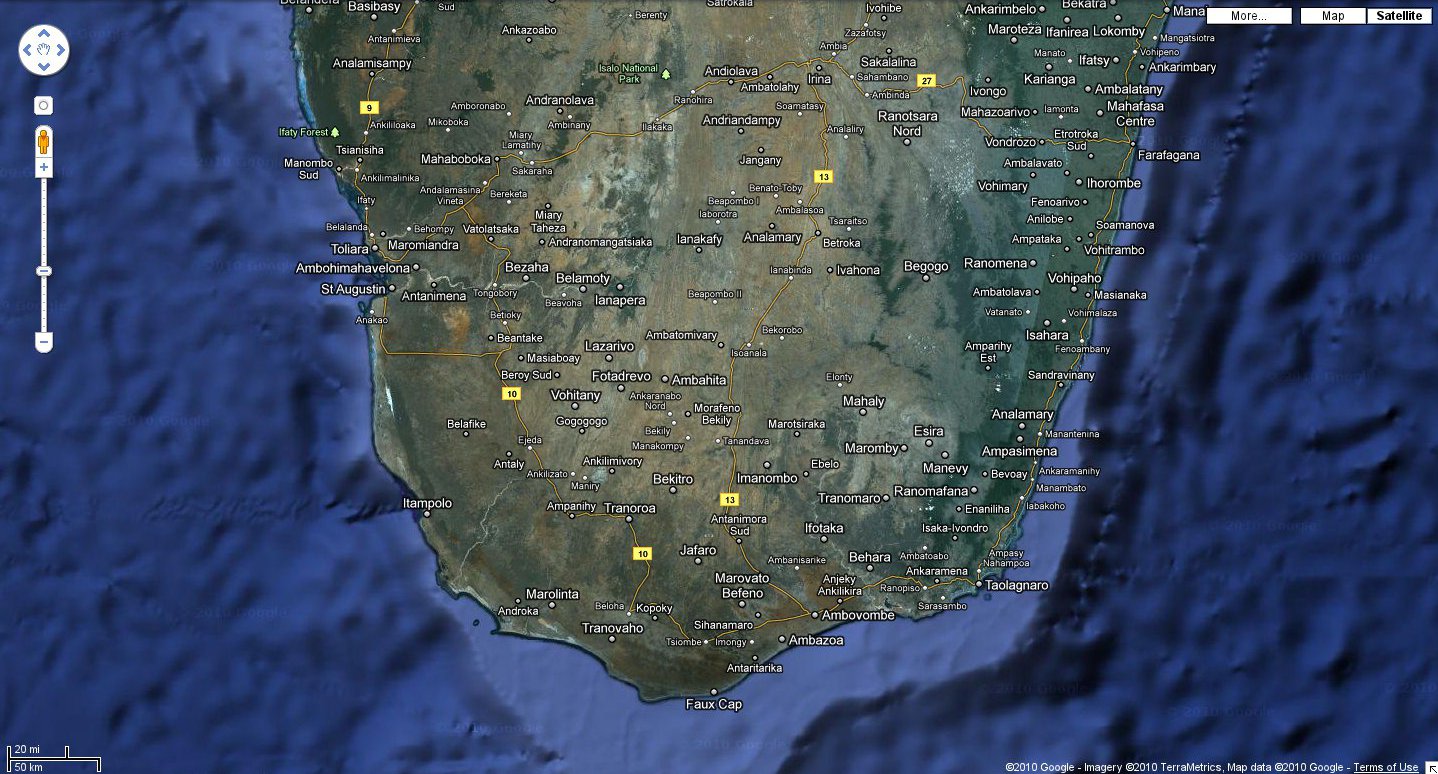 Berandera
Basibasy
Sud
Berenty
Satrokala
Ivohibe
Ankarimbelo
Bekatra
Mana
More...
Map
Satellite
Ankazoabo
Antanimieva
Zazafotsy
Maroteza
Ifanirea
Lokomby
Mangatsiotra
Analamisampy
Isalo National
Park
Ambia
Sakalalina
Manato
Vohipeno
Ifatsy
Ankarimbary
Andiolava
Ambatolahy
Irina
Sahambano
27
Ivongo
Karianga
Ambalatany
9
Amboronabo
Andranolava
Ranohira
Soamatasy
Ambinda
Mahazoarivo
Iamonta
Mahafasa
Centre
Ankililoaka
Mikoboka
Ambinany
Ilakaka
Andriandampy
Analaliry
Ranotsara
Nord
Ifaty Forest
Miary
Lamatihy
Vondrozo
Etrotroka
Sud
Farafagana
Tsianisiha
Manombo
Sud
Mahaboboka
Sakaraha
Jangany
Ambalavato
Ankilimalinika
13
Vohimary
Ihorombe
Andalamasina
Vineta
Bereketa
Benato-Toby
Beapombo I
Fenoarivo
Ifaty
Miary
Taheza
Iaborotra
Ambalasoa
Anilobe
Soamanova
Belalanda
Behompy
Vatolatsaka
Tsaraitso
Toliara
Maromiandra
Andranomangatsiaka
Ianakafy
Analamary
Betroka
Ampataka
Vohitrambo
Ambohimahavelona
Bezaha
Belamoty
Ianabinda
Ivahona
Begogo
Ranomena
Vohipaho
St Augustin
Antanimena
Tongobory
Beavoha
Ianapera
Beapombo II
Ambatolava
Masianaka
Anakao
Betioky
Vatanato
Vohimalaza
Beantake
Ambatomivary
Bekorobo
Isahara
Lazarivo
Isoanala
Amparihy
Est
Fenoambany
Masiaboay
Beroy Sud
Fotadrevo
Ambahita
Elonty
Sandravinany
10
Vohitany
Ankaranabo
Nord
Morafeno
Bekily
Mahaly
Analamary
Belafike
Gogogogo
Bekily
Marotsiraka
Esira
Manantenina
Ejeda
Manakompy
Tanandava
Maromby
Ampasimena
Antaly
Ankilimivory
Imanombo
Ebelo
Manevy
Bevoay
Ankaramanihy
Ankilizato
Maniry
Bekitro
Tranomaro
Ranomafana
Manambato
Itampolo
Ampanihy
Tranoroa
13
Enaniliha
Iabakoho
Antanimora
Sud
Ifotaka
Isaka-Ivondro
10
Jafaro
Ambanisarike
Behara
Ambatoabo
Ampasy
Nahampoa
Marovato
Befeno
Anjeky
Ankilikira
Ankaramena
Ranopiso
Taolagnaro
Marolinta
Androka
Beloha
Kopoky
Sarasambo
Tranovaho
Sihanamaro
Ambovombe
Tsiombe
Imongy
Ambazoa
Antaritarika
Faux Cap
20 mi
50 km
©2010 Google - Imagery ©2010 TerraMetrics, Map data ©2010 Google - Terms of Use